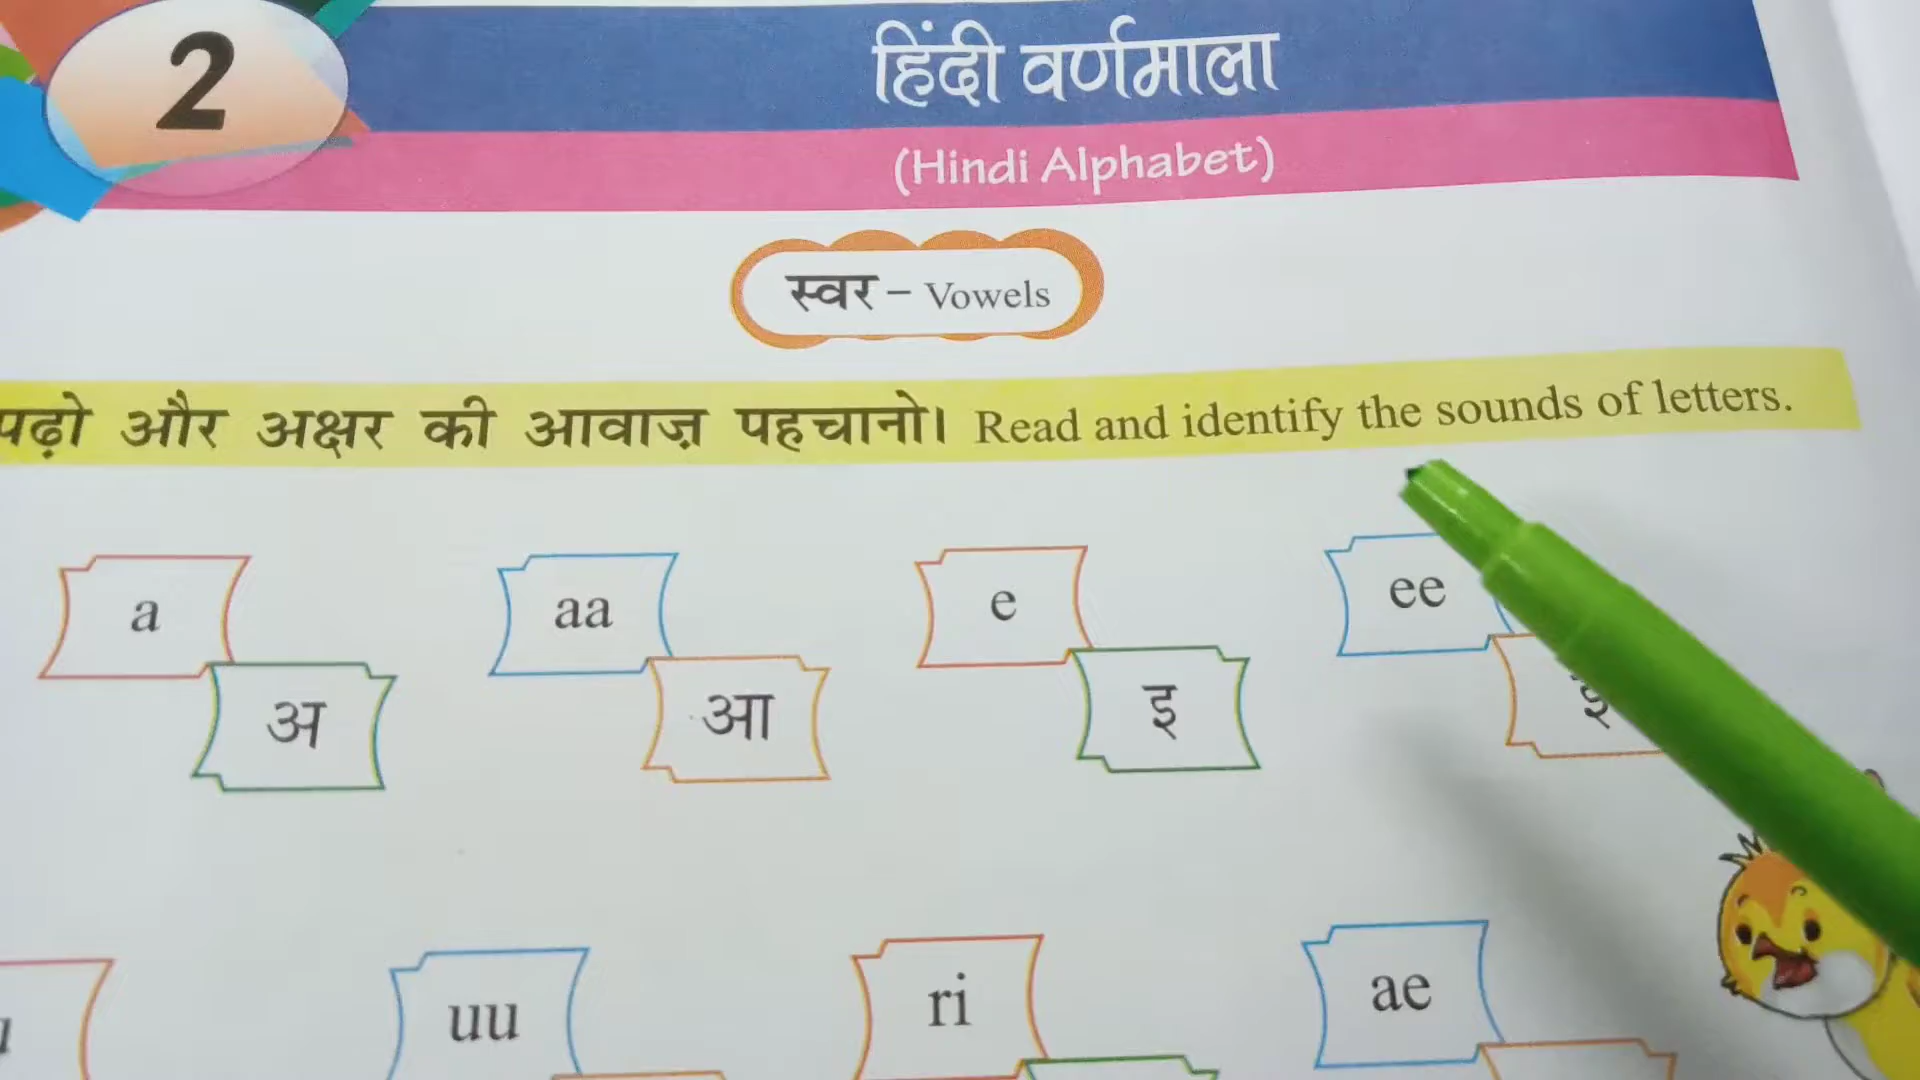 2
हिंदी वर्णमाला
(Hindi Alphabet)
स्वर – Vowels
पढ़ो और अक्षर की आवाज़ पहचानो। Read and identify the sounds of letters.
a aa e ee
अ आ इ
uu ri ae